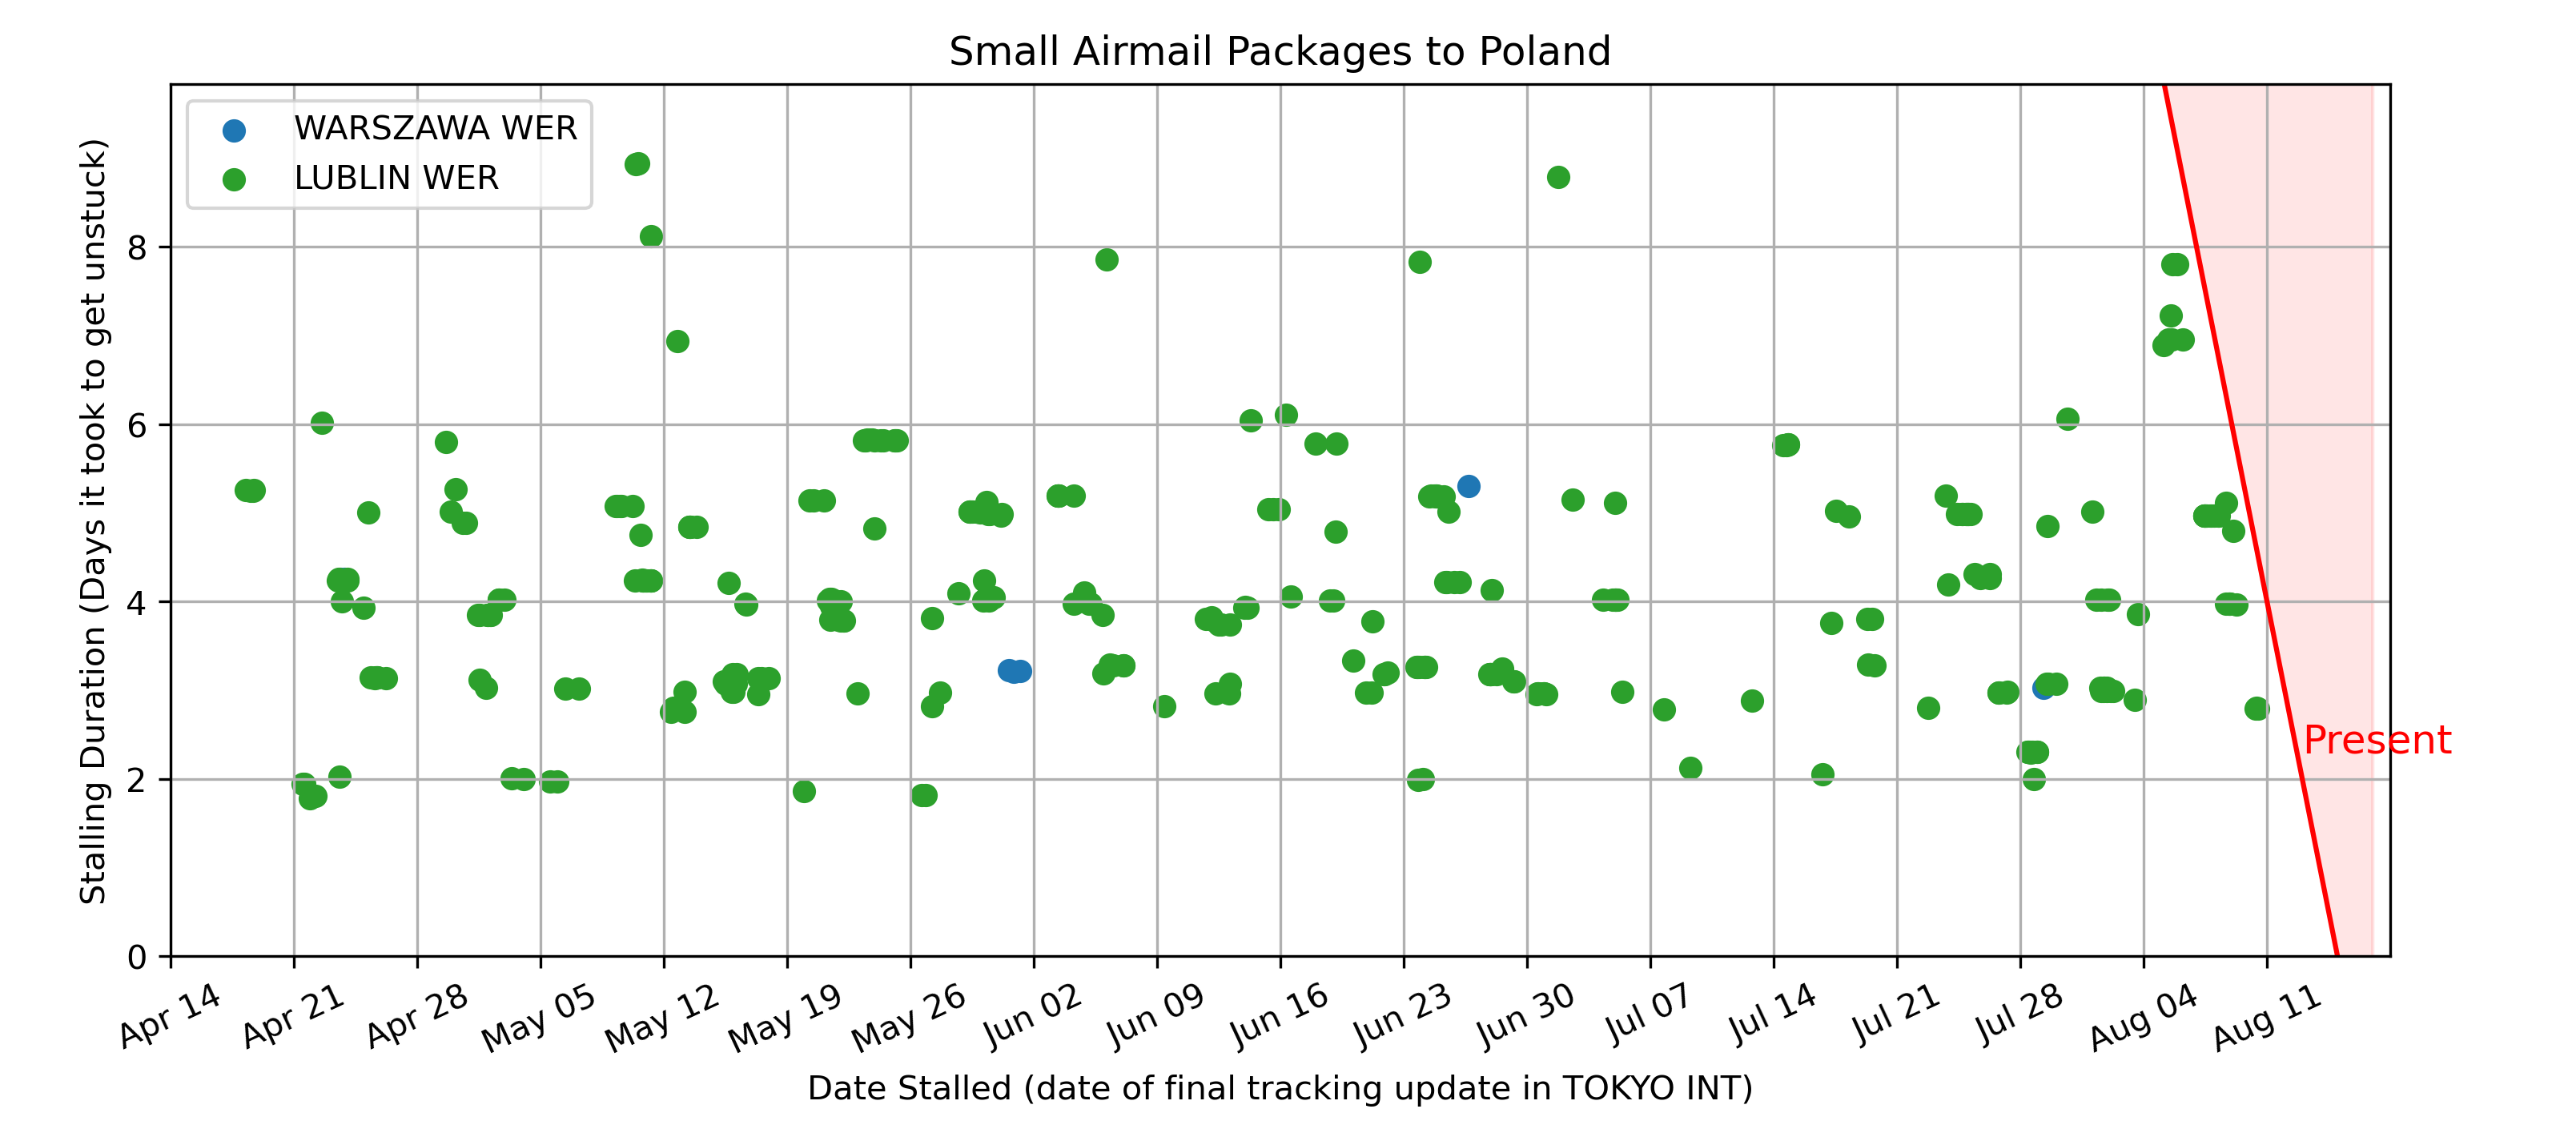 Small Airmail Packages to Poland
WARSZAWA WER
LUBLIN WER
Stalling Duration (Days it took to get unstuck)
8
6
4
2
0
Present
Apr 14
Apr 21
Apr 28
May 05
May 12
May 19
May 26
Jun 02
Jun 09
Jun 16
Jun 23
Jun 30
Jul 07
Jul 14
Jul 21
Jul 28
Aug 04
Aug 11
Date Stalled (date of final tracking update in TOKYO INT)